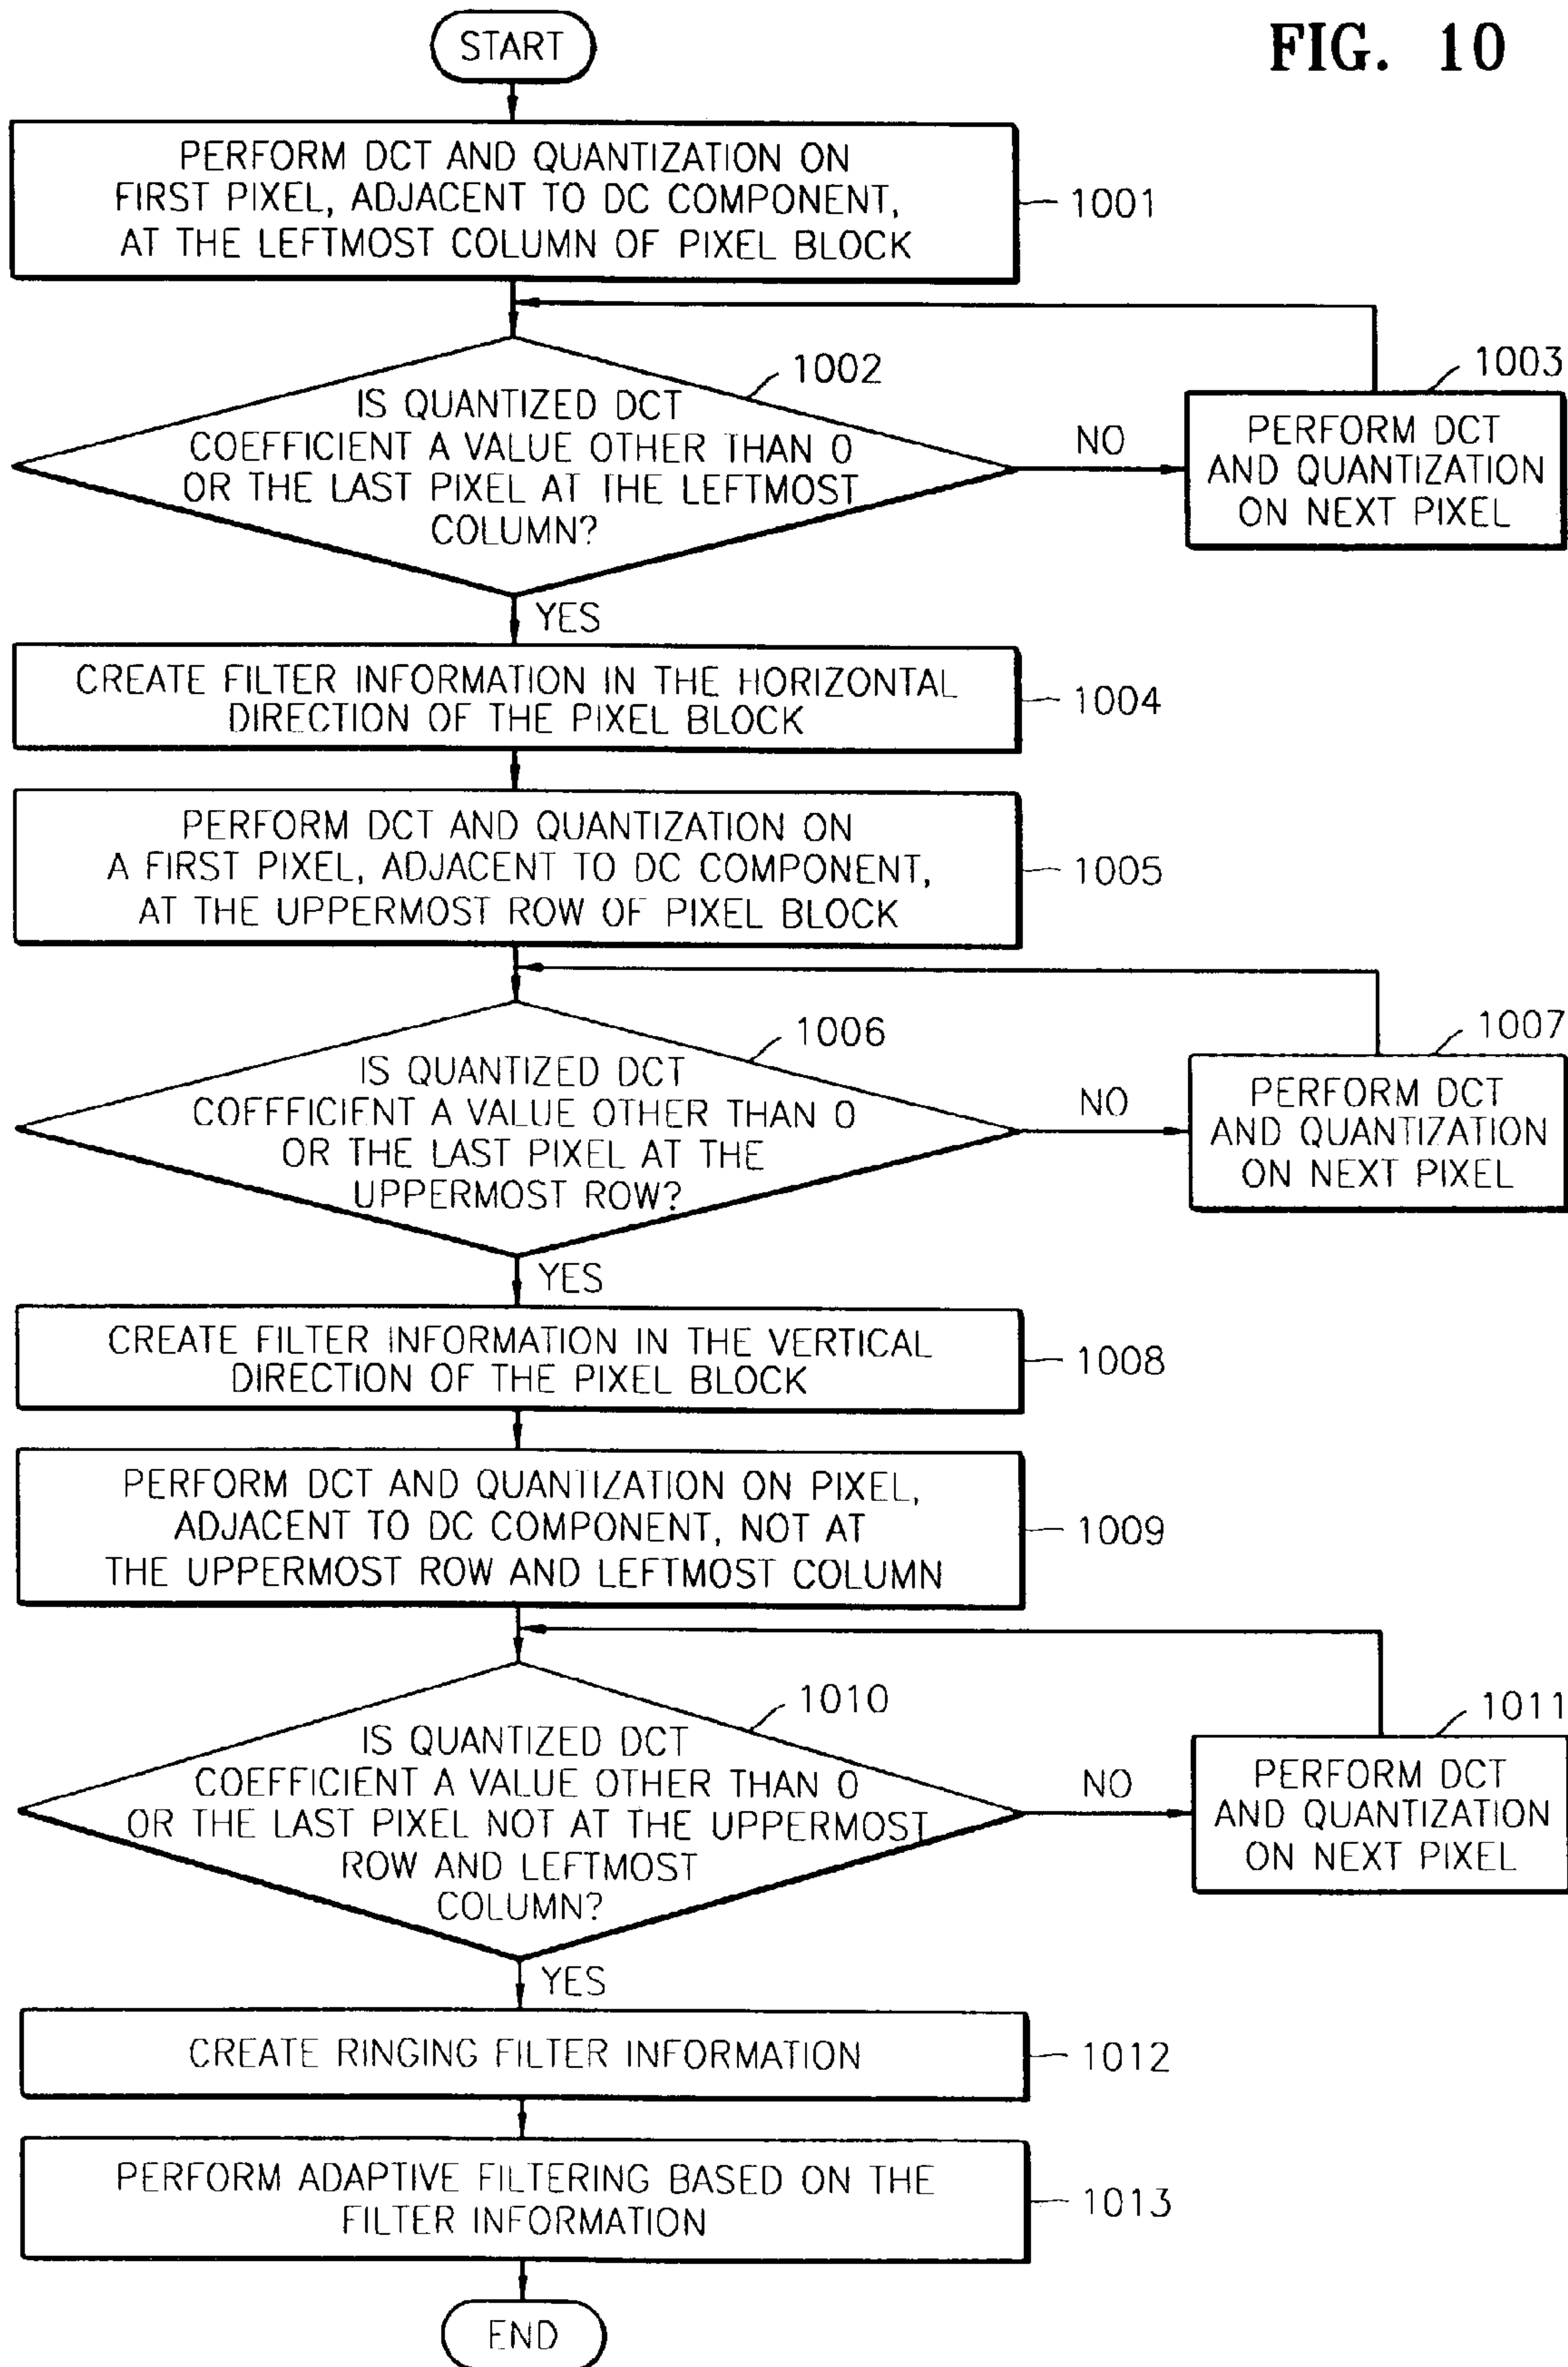 FIG. 10
START
PERFORM DCT AND QUANTIZATION ON
FIRST PIXEL, ADJACENT TO DC COMPONENT,
AT THE LEFTMOST COLUMN OF PIXEL BLOCK
1001
1002
IS QUANTIZED DCT
COEFFICIENT A VALUE OTHER THAN 0
OR THE LAST PIXEL AT THE LEFTMOST
COLUMN?
NO
1003
PERFORM DCT
AND QUANTIZATION
ON NEXT PIXEL
YES
CREATE FILTER INFORMATION IN THE HORIZONTAL
DIRECTION OF THE PIXEL BLOCK
1004
PERFORM DCT AND QUANTIZATION ON
A FIRST PIXEL, ADJACENT TO DC COMPONENT,
AT THE UPPERMOST ROW OF PIXEL BLOCK
1005
1006
IS QUANTIZED DCT
COEFFICIENT A VALUE OTHER THAN 0
OR THE LAST PIXEL AT THE
UPPERMOST ROW?
NO
1007
PERFORM DCT
AND QUANTIZATION
ON NEXT PIXEL
YES
CREATE FILTER INFORMATION IN THE VERTICAL
DIRECTION OF THE PIXEL BLOCK
1008
PERFORM DCT AND QUANTIZATION ON PIXEL,
ADJACENT TO DC COMPONENT, NOT AT
THE UPPERMOST ROW AND LEFTMOST COLUMN
1009
1010
IS QUANTIZED DCT
COEFFICIENT A VALUE OTHER THAN 0
OR THE LAST PIXEL NOT AT THE UPPERMOST
ROW AND LEFTMOST
COLUMN?
NO
1011
PERFORM DCT
AND QUANTIZATION
ON NEXT PIXEL
YES
CREATE RINGING FILTER INFORMATION
1012
PERFORM ADAPTIVE FILTERING BASED ON THE
FILTER INFORMATION
1013
END